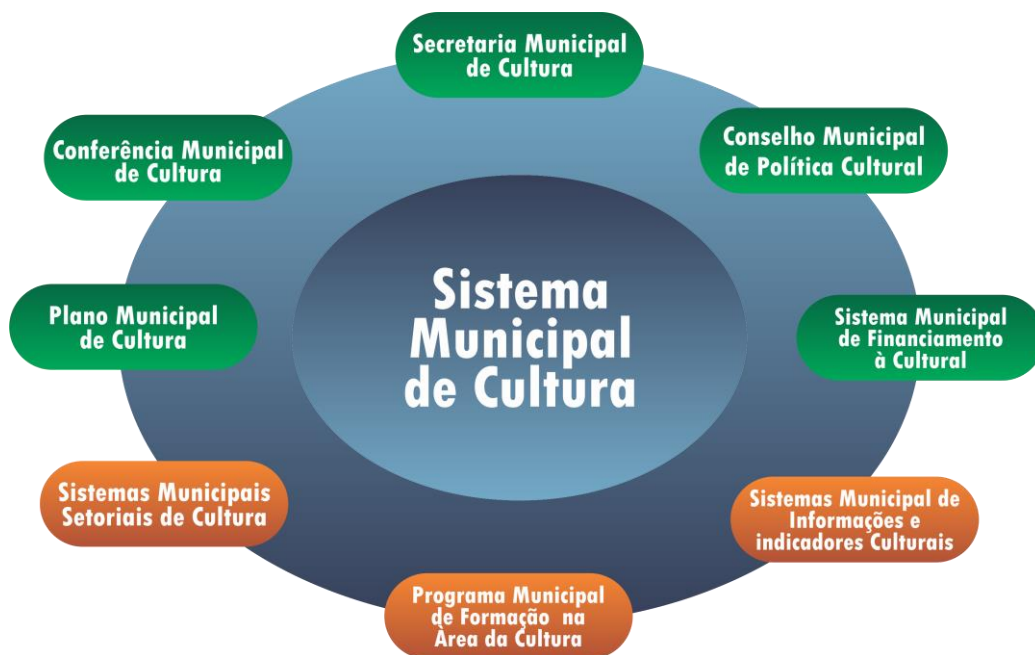 Secretaria Municipal
de Cultura
Conferência Municipal
de Cultura
Conselho Municipal
de Política Cultural
Sistema
Municipal
de Cultura
Plano Municipal
de Cultura
Sistema Municipal
de Financiamento
à Cultural
Sistemas Municipais
Setoriais de Cultura
Sistemas Municipal de
Informações e
indicadores Culturais
Programa Municipal
de Formação na
Àrea da Cultura